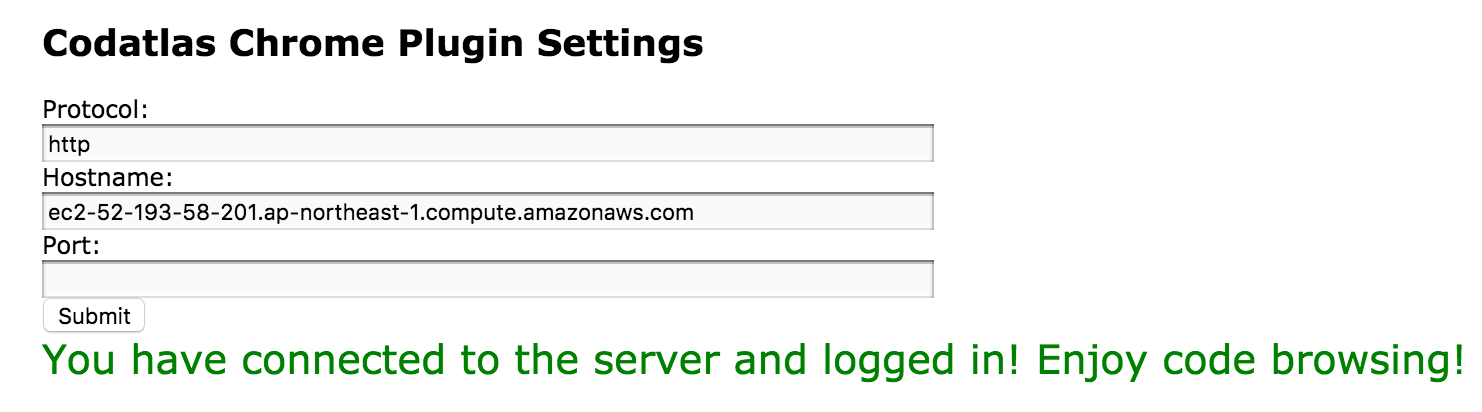 Codatlas Chrome Plugin Settings
Protocol:
http
Hostname:
ec2-52-193-58-201.ap-northeast-1.compute.amazonaws.com
Port:
Submit
You have connected to the server and logged in! Enjoy code browsing!